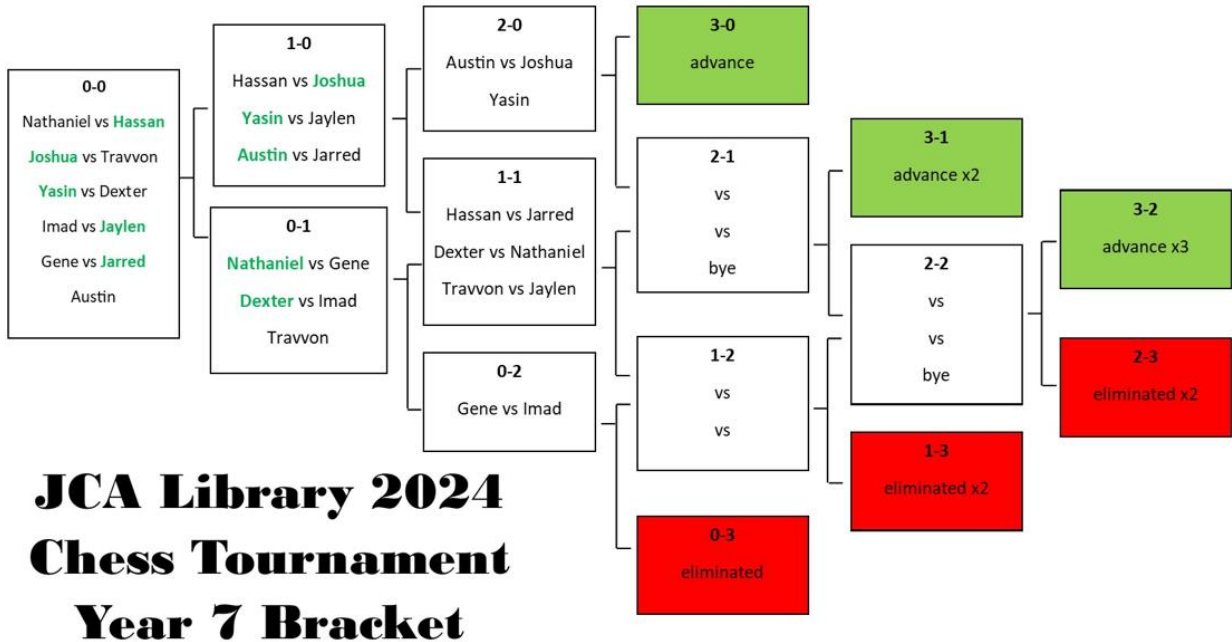 0-0
Nathaniel vs Hassan
Joshua vs Travvon
Yasin vs Dexter
Imad vs Jaylen
Gene vs Jarred
Austin
1-0
Hassan vs Joshua
Yasin vs Jaylen
Austin vs Jarred
0-1
Nathaniel vs Gene
Dexter vs Imad
Travvon
2-0
Austin vs Joshua
Yasin
1-1
Hassan vs Jarred
Dexter vs Nathaniel
Travvon vs Jaylen
0-2
Gene vs Imad
3-0
advance
2-1
vs
vs
bye
1-2
vs
vs
0-3
eliminated
3-1
advance x2
2-2
vs
vs
bye
1-3
eliminated x2
3-2
advance x3
2-3
eliminated x2
JCA Library 2024
Chess Tournament
Year 7 Bracket